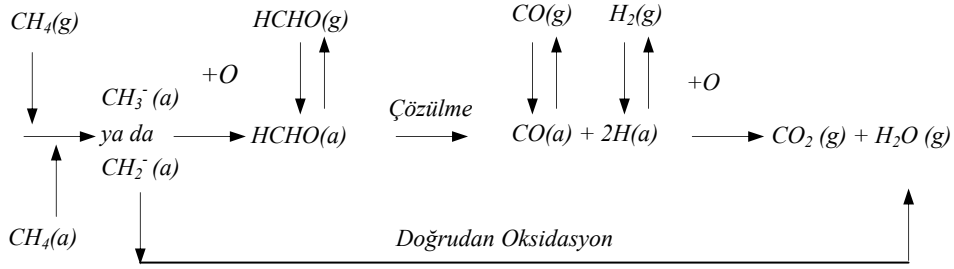 CH₄(g) HCHO(g) CO(g) H₂(g)
+O +O
CH₃⁻ (a)
ya da HCHO(a) Çözülme CO(a) + 2H(a) CO₂ (g) + H₂O (g)
CH₂⁻ (a)
CH₄(a)
Doğrudan Oksidasyon